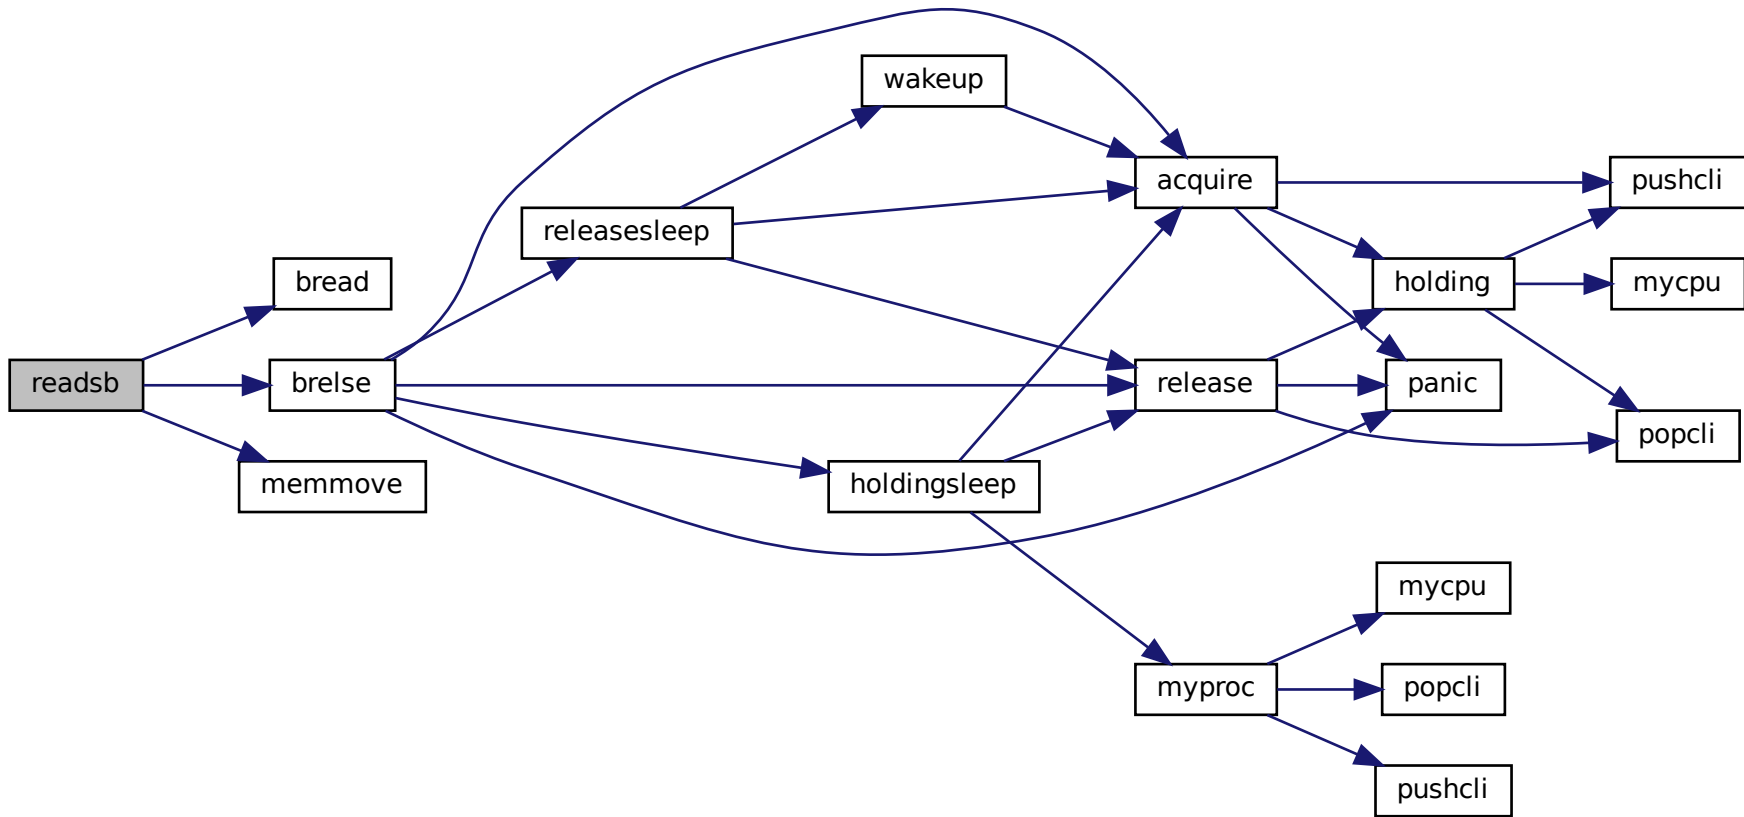 wakeup
acquire
pushcli
releasesleep
bread
holding
mycpu
readsb
brelse
release
panic
popcli
memmove
holdingsleep
mycpu
myproc
popcli
pushcli